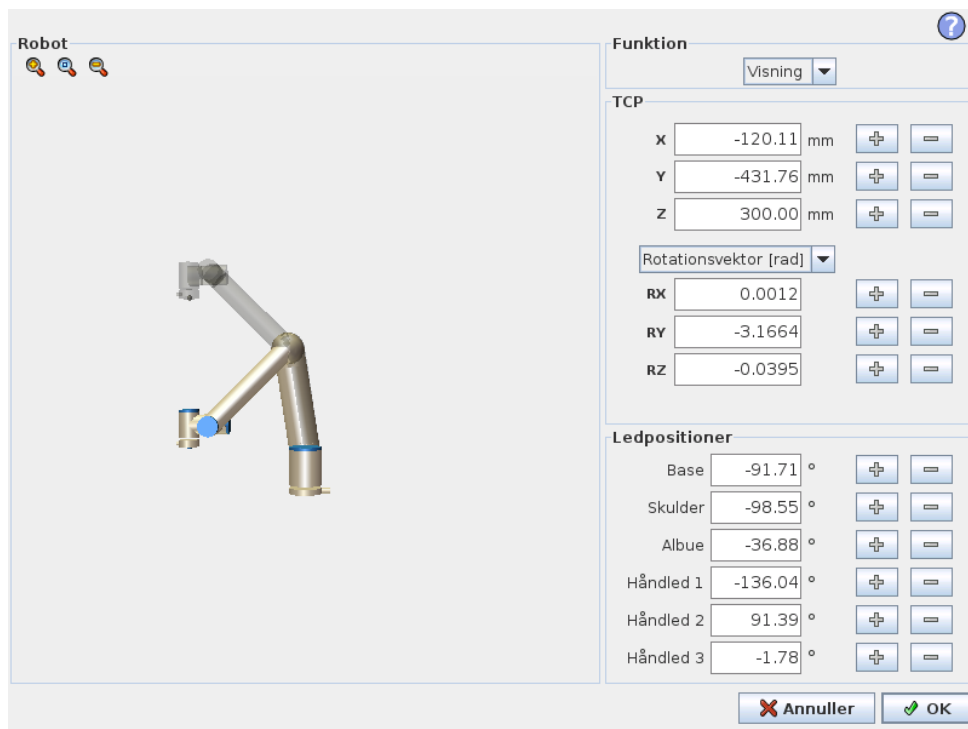 Robot
Funktion
Visning
TCP
X -120.11 mm
Y -431.76 mm
Z 300.00 mm
Rotationsvektor [rad]
RX 0.0012
RY -3.1664
RZ -0.0395
Ledpositioner
Base -91.71 °
Skulder -98.55 °
Albue -36.88 °
Håndled 1 -136.04 °
Håndled 2 91.39 °
Håndled 3 -1.78 °
Annuller OK